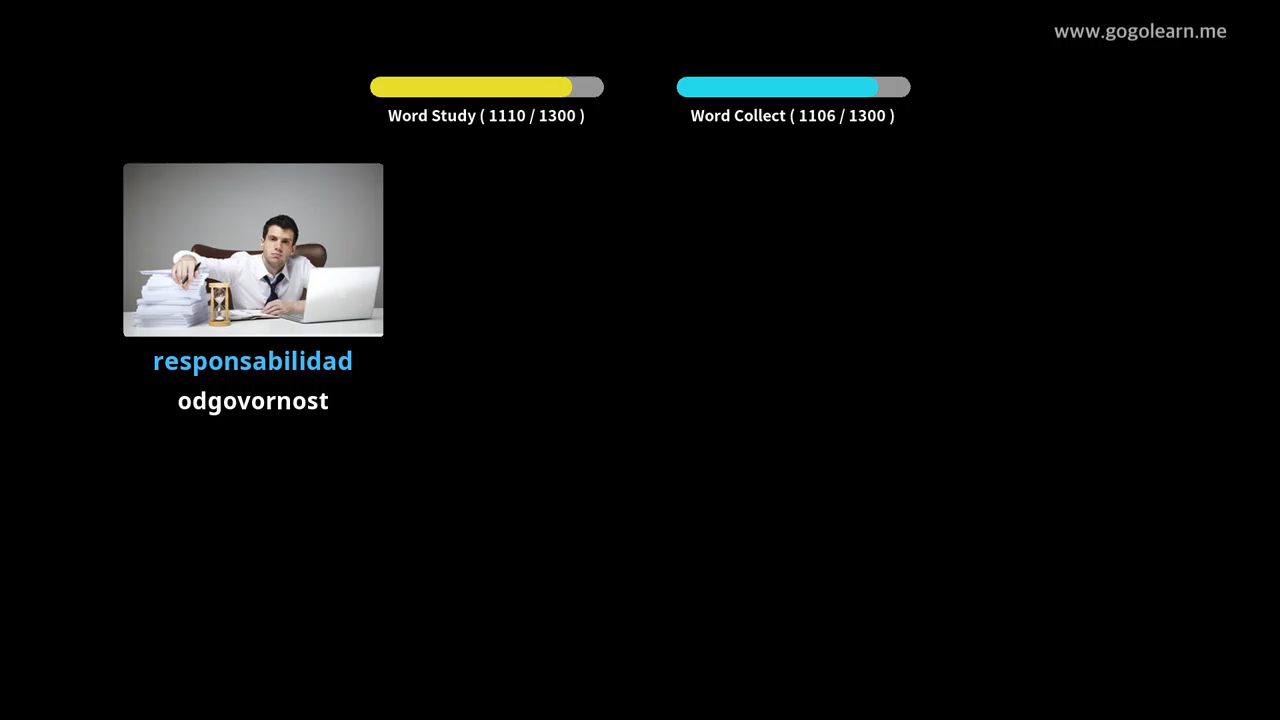 www.gogolearn.me
Word Study ( 1110 / 1300 )
Word Collect ( 1106 / 1300 )
responsabilidad
odgovornost